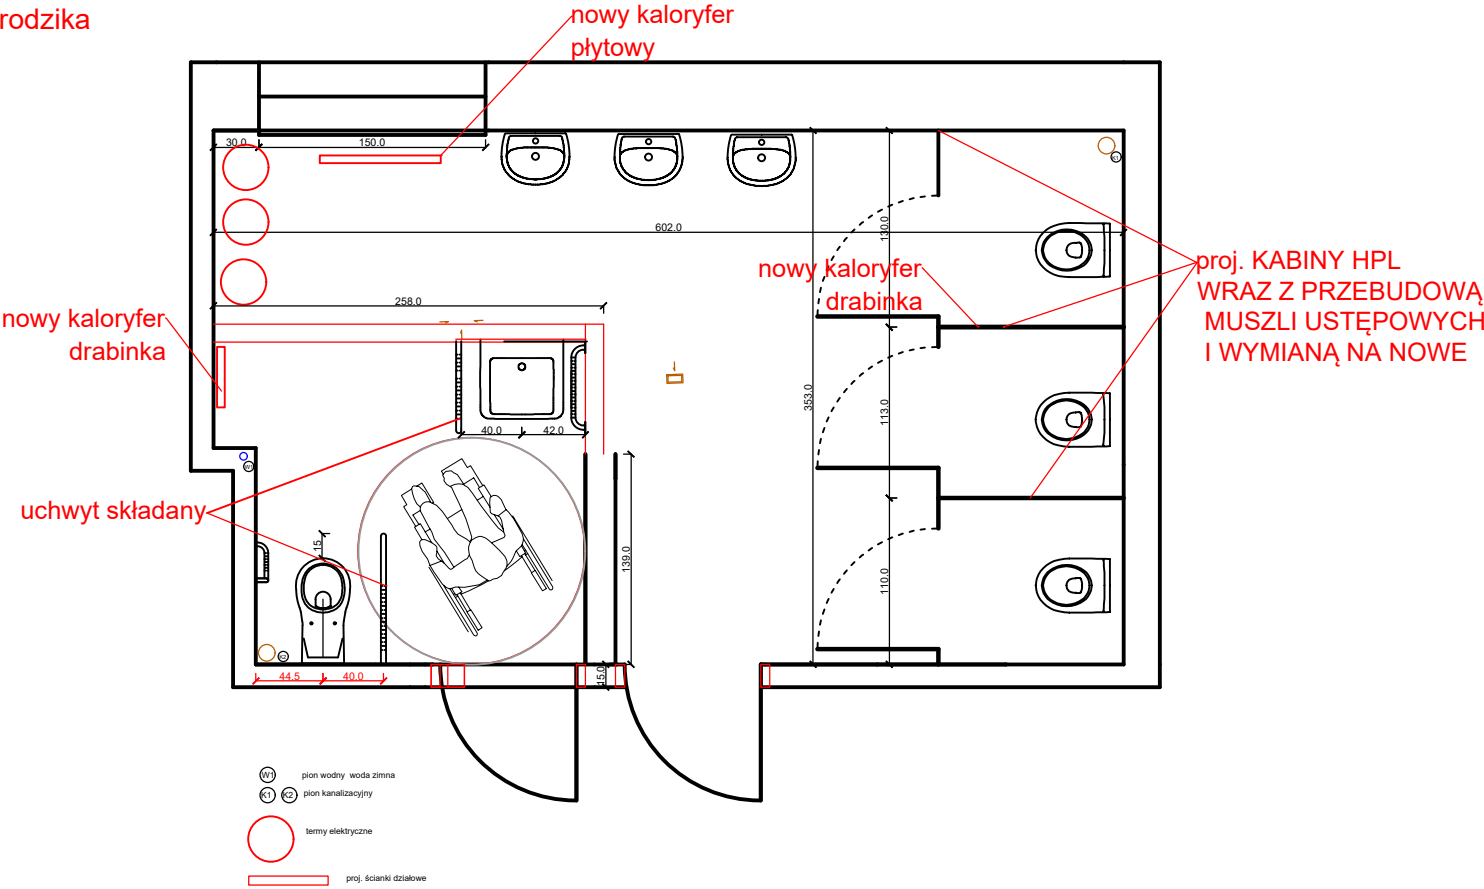 rodzika
nowy kaloryfer
płytowy
30.0
150.0
K1
602.0
130.0
nowy kaloryfer
drabinka
proj. KABINY HPL
WRAZ Z PRZEBUDOWĄ
MUSZLI USTĘPOWYCH
I WYMIANĄ NA NOWE
258.0
nowy kaloryfer
drabinka
353.0
113.0
40.0
42.0
W1
uchwyt składany
15
139.0
110.0
K2
44.5
40.0
15.0
W1 pion wodny woda zimna
K1 K2 pion kanalizacyjny
termy elektryczne
proj. ścianki działowe